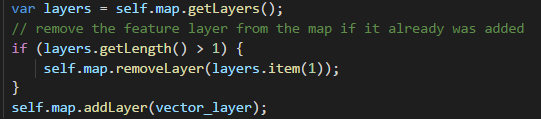 var layers = self.map.getLayers();
// remove the feature layer from the map if it already was added
if (layers.getLength() > 1) {
    self.map.removeLayer(layers.item(1));
}
self.map.addLayer(vector_layer);